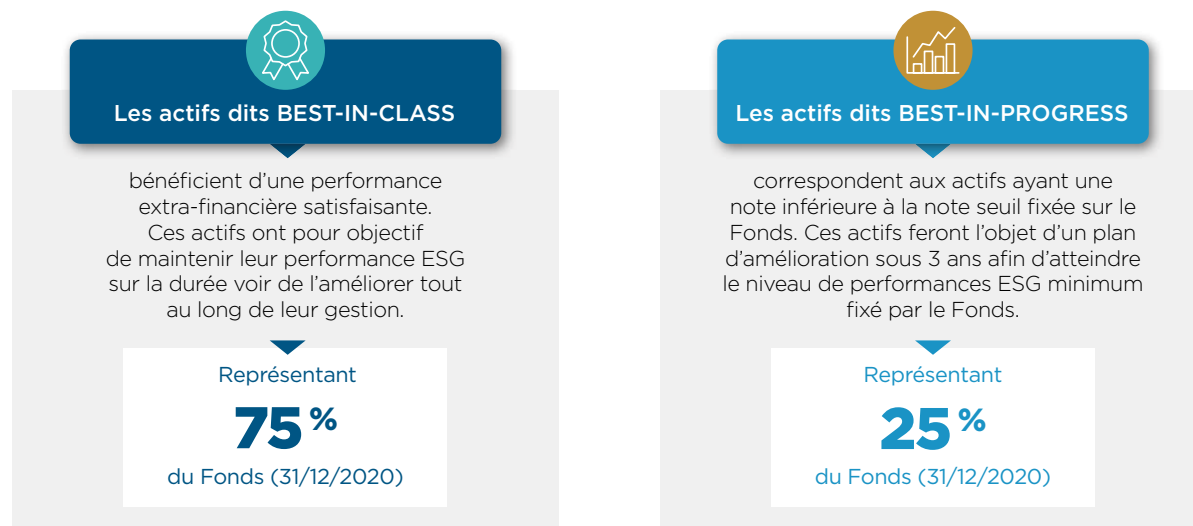 Les actifs dits BEST-IN-CLASS
bénéficient d'une performance
extra-financière satisfaisante.
Ces actifs ont pour objectif
de maintenir leur performance ESG
sur la durée voir de l'améliorer tout
au long de leur gestion.
Représentant
75 %
du Fonds (31/12/2020)
Les actifs dits BEST-IN-PROGRESS
correspondent aux actifs ayant une
note inférieure à la note seuil fixée sur le
Fonds. Ces actifs feront l'objet d'un plan
d'amélioration sous 3 ans afin d'atteindre
le niveau de performances ESG minimum
fixé par le Fonds.
Représentant
25 %
du Fonds (31/12/2020)